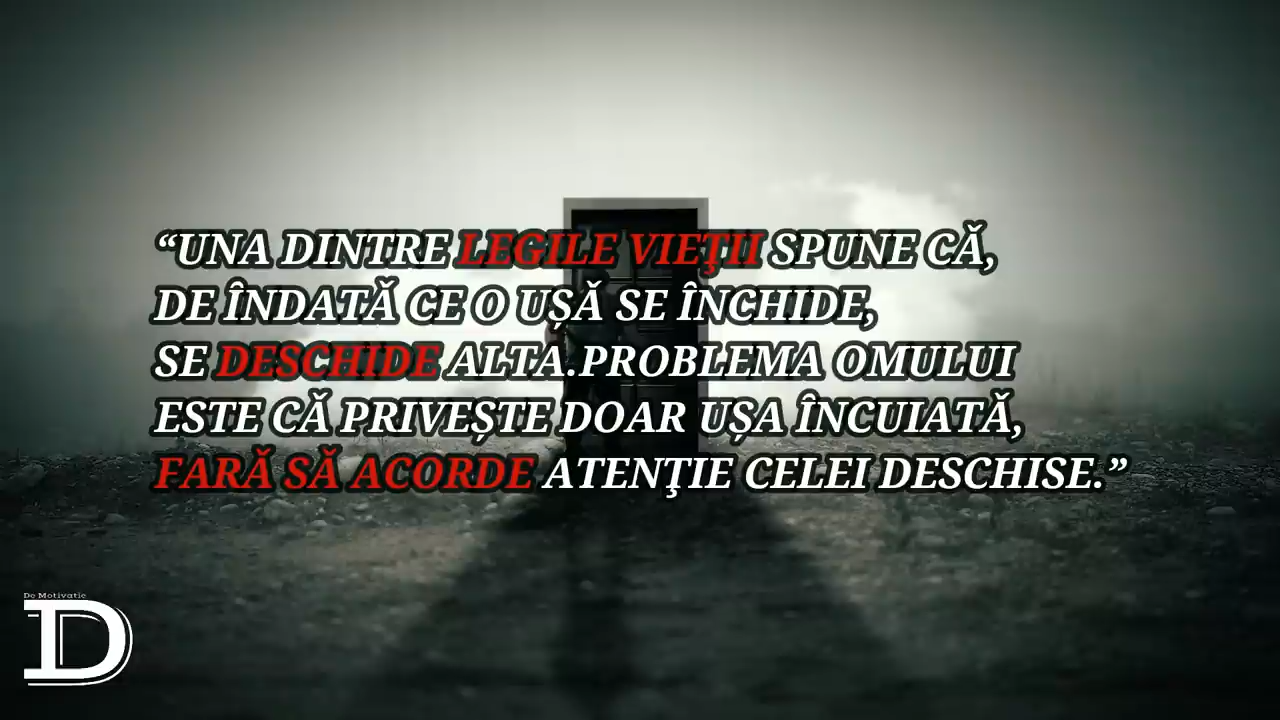 “UNA DINTRE LEGILE VIEŢII SPUNE CĂ,
DE ÎNDATĂ CE O UȘĂ SE ÎNCHIDE,
SE DESCHIDE ALTA.PROBLEMA OMULUI
ESTE CĂ PRIVEȘTE DOAR UȘA ÎNCUIATĂ,
FARĂ SĂ ACORDE ATENŢIE CELEI DESCHISE.”
De Motivatie
D